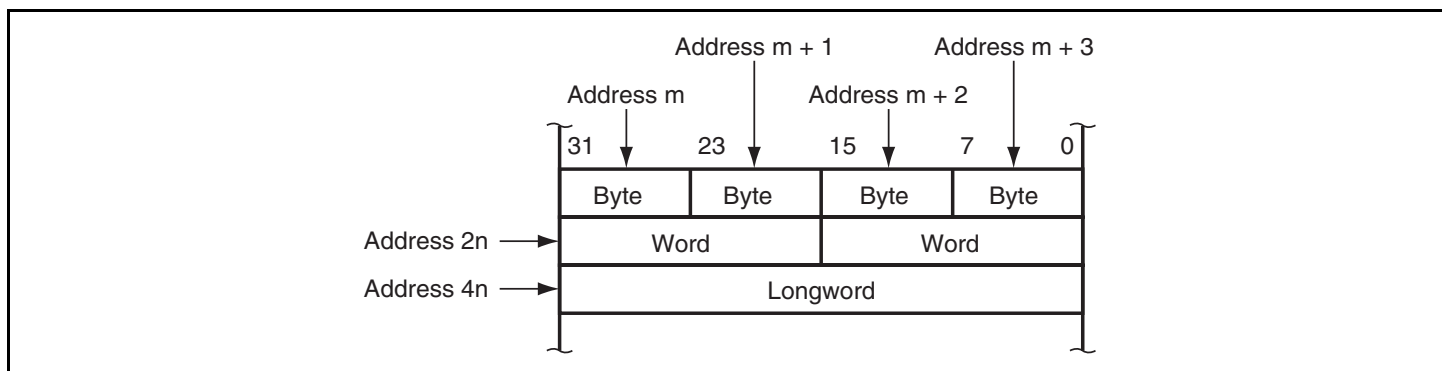 Address m + 1
Address m + 3
Address m
Address m + 2
31 23 15 7 0
Byte Byte Byte Byte
Address 2n Word Word
Address 4n Longword